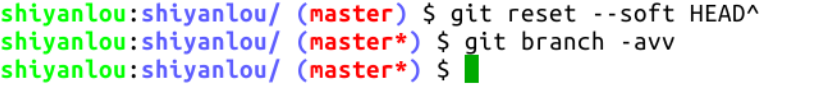 shiyanlou:shiyanlou/ (master) $ git reset --soft HEAD^
shiyanlou:shiyanlou/ (master*) $ git branch -avv
shiyanlou:shiyanlou/ (master*) $